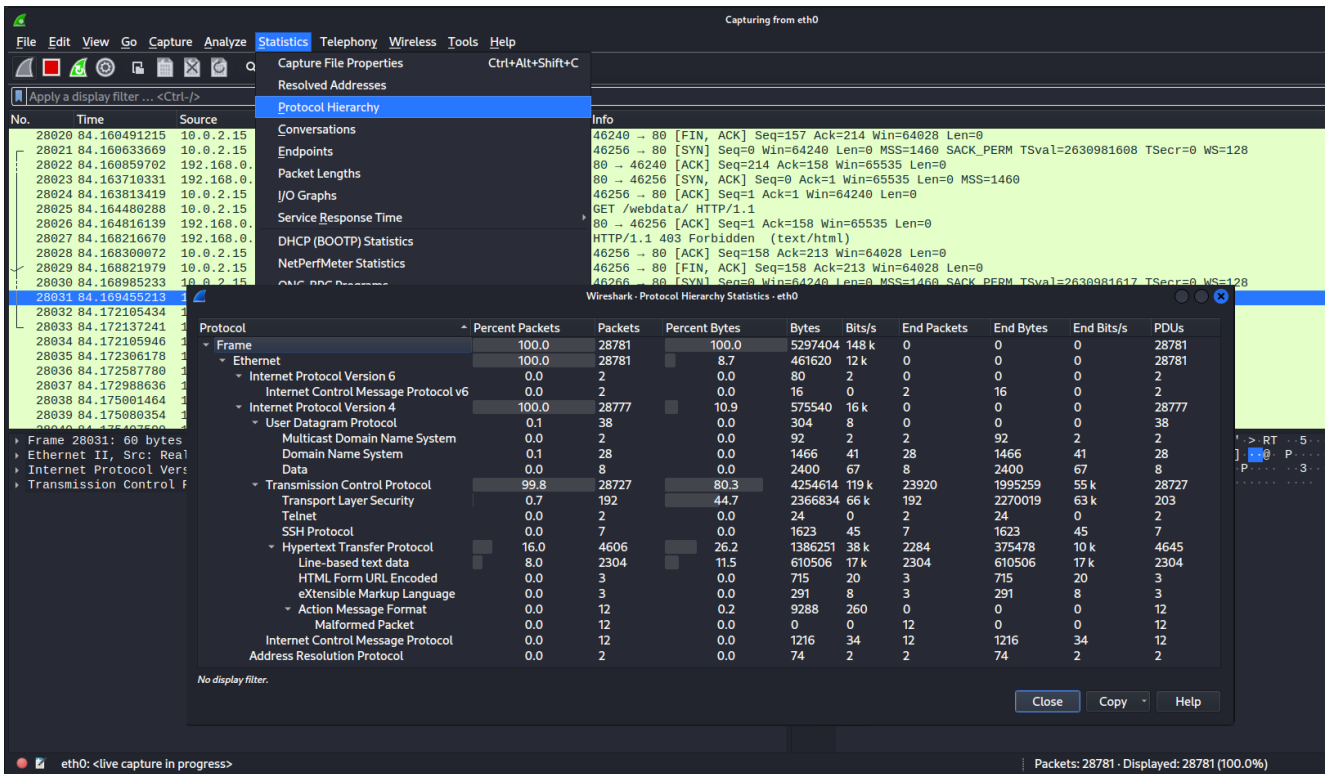 Capturing from eth0
File Edit View Go Capture Analyze Statistics Telephony Wireless Tools Help
Capture File Properties Ctrl+Alt+Shift+C
Resolved Addresses
Protocol Hierarchy
Conversations
Endpoints
Packet Lengths
I/O Graphs
Service Response Time
DHCP (BOOTP) Statistics
NetPerfMeter Statistics
ONC-RPC Programs
Apply a display filter ... <Ctrl-/>
No. Time Source Info
28020 84.160491215 10.0.2.15 46240 → 80 [FIN, ACK] Seq=157 Ack=214 Win=64028 Len=0
28021 84.160633669 10.0.2.15 46256 → 80 [SYN] Seq=0 Win=64240 Len=0 MSS=1460 SACK_PERM TSval=2630981608 TSecr=0 WS=128
28022 84.160859702 192.168.0. 80 → 46240 [ACK] Seq=214 Ack=158 Win=65535 Len=0
28023 84.163710331 192.168.0. 80 → 46256 [SYN, ACK] Seq=0 Ack=1 Win=65535 Len=0 MSS=1460
28024 84.163813419 10.0.2.15 46256 → 80 [ACK] Seq=1 Ack=1 Win=64240 Len=0
28025 84.164480288 10.0.2.15 GET /webdata/ HTTP/1.1
28026 84.164816139 192.168.0. 80 → 46256 [ACK] Seq=1 Ack=158 Win=65535 Len=0
28027 84.168216670 192.168.0. HTTP/1.1 403 Forbidden (text/html)
28028 84.168300072 10.0.2.15 46256 → 80 [ACK] Seq=158 Ack=213 Win=64028 Len=0
28029 84.168821979 10.0.2.15 46256 → 80 [FIN, ACK] Seq=158 Ack=213 Win=64028 Len=0
28030 84.168985233 10.0.2.15 46266 → 80 [SYN] Seq=0 Win=64240 Len=0 MSS=1460 SACK_PERM TSval=2630981617 TSecr=0 WS=128
28031 84.169455213 1
28032 84.172105434 1
28033 84.172137241 1
28034 84.172105946 1
28035 84.172306178 1
28036 84.172587780 1
28037 84.172988636 1
28038 84.175001464 1
28039 84.175080354 1
Frame 28031: 60 bytes
Ethernet II, Src: Real
Internet Protocol Vers
Transmission Control P
Wireshark · Protocol Hierarchy Statistics · eth0
Protocol Percent Packets Packets Percent Bytes Bytes Bits/s End Packets End Bytes End Bits/s PDUs
Frame 100.0 28781 100.0 5297404 148 k 0 0 0 28781
Ethernet 100.0 28781 8.7 461620 12 k 0 0 0 28781
Internet Protocol Version 6 0.0 2 0.0 80 2 0 0 0 2
Internet Control Message Protocol v6 0.0 2 0.0 16 0 2 16 0 2
Internet Protocol Version 4 100.0 28777 10.9 575540 16 k 0 0 0 28777
User Datagram Protocol 0.1 38 0.0 304 8 0 0 0 38
Multicast Domain Name System 0.0 2 0.0 92 2 2 92 2 2
Domain Name System 0.1 28 0.0 1466 41 28 1466 41 28
Data 0.0 8 0.0 2400 67 8 2400 67 8
Transmission Control Protocol 99.8 28727 80.3 4254614 119 k 23920 1995259 55 k 28727
Transport Layer Security 0.7 192 44.7 2366834 66 k 192 2270019 63 k 203
Telnet 0.0 2 0.0 24 0 2 24 0 2
SSH Protocol 0.0 7 0.0 1623 45 7 1623 45 7
Hypertext Transfer Protocol 16.0 4606 26.2 1386251 38 k 2284 375478 10 k 4645
Line-based text data 8.0 2304 11.5 610506 17 k 2304 610506 17 k 2304
HTML Form URL Encoded 0.0 3 0.0 715 20 3 715 20 3
eXtensible Markup Language 0.0 3 0.0 291 8 3 291 8 3
Action Message Format 0.0 12 0.2 9288 260 0 0 0 12
Malformed Packet 0.0 12 0.0 0 0 12 0 0 12
Internet Control Message Protocol 0.0 12 0.0 1216 34 12 1216 34 12
Address Resolution Protocol 0.0 2 0.0 74 2 2 74 2 2
No display filter.
Close Copy Help
eth0: <live capture in progress> Packets: 28781 · Displayed: 28781 (100.0%)